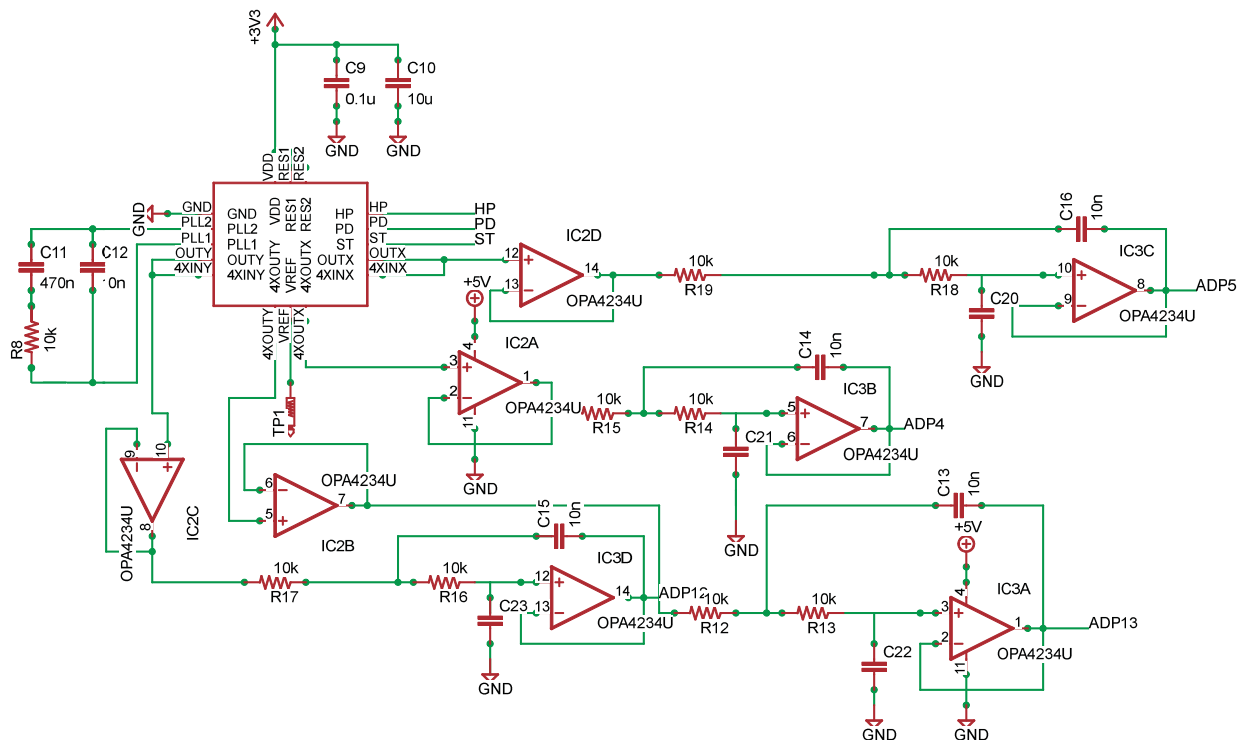 +3V3
C9
0.1u
GND
C10
10u
GND
VDD
RES1
RES2
GND
GND
PLL2
PLL1
OUTY
4XINY
GND
PLL2
PLL1
OUTY
4XINY
VDD
RES1
RES2
HP
PD
ST
OUTX
4XINX
4XOUTY
VREF
4XOUTX
HP
PD
ST
OUTX
4XINX
HP
PD
ST
4XOUTY
VREF
4XOUTX
C11
470n
C12
10n
R8
10k
TP1
IC2D
12
13
14
OPA4234U
10k
R19
C16
10n
10k
R18
C20
GND
IC3C
10
9
8
OPA4234U
ADP5
+5V
IC2A
4
3
2
1
11
OPA4234U
GND
10k
R15
C14
10n
10k
R14
C21
GND
IC3B
5
6
7
OPA4234U
ADP4
9
10
8
OPA4234U
IC2C
6
5
7
OPA4234U
IC2B
10k
R17
C15
10n
10k
R16
C23
GND
IC3D
12
13
14
OPA4234U
ADP12
10k
R12
C13
10n
10k
R13
C22
GND
+5V
IC3A
4
3
2
1
11
OPA4234U
GND
ADP13